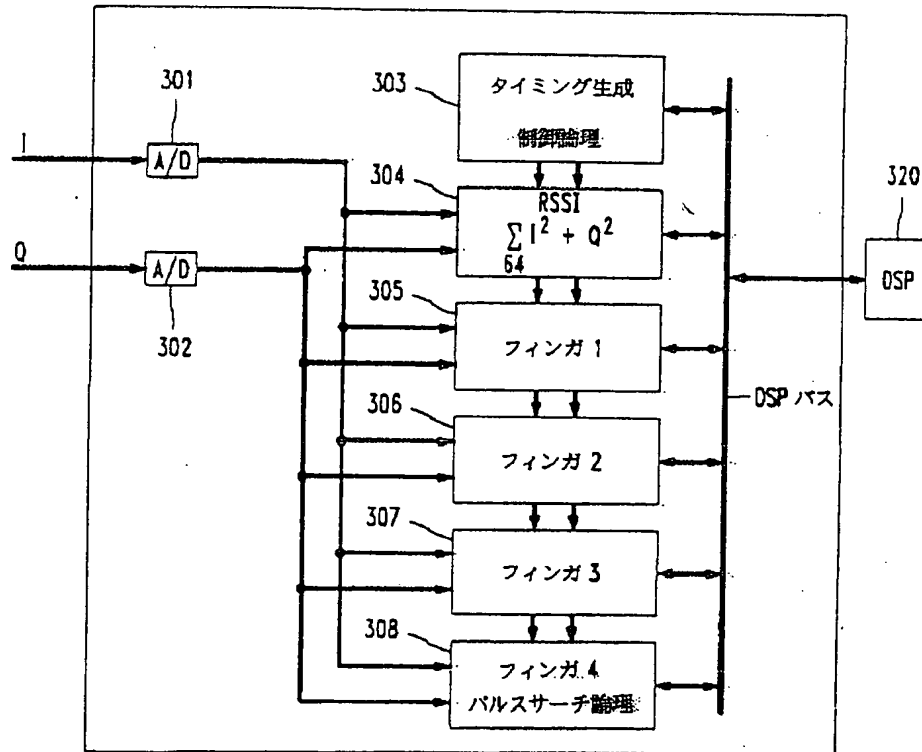 301
303
タイミング生成
制御論理
I
A/D
304
RSSI
Σ I² + Q²
64
320
DSP
Q
A/D
302
305
フィンガ 1
DSP バス
306
フィンガ 2
307
フィンガ 3
308
フィンガ 4
パルスサーチ論理